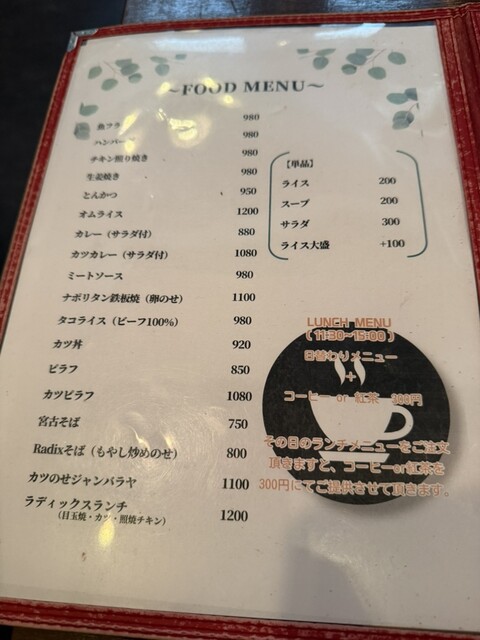 ~FOOD MENU~
魚フラ 980
ハンバー 980
チキン照り焼き 980
生姜焼き 980
とんかつ 950
オムライス 1200
カレー（サラダ付） 880
カツカレー（サラダ付） 1080
ミートソース 980
ナポリタン鉄板焼（卵のせ） 1100
タコライス（ビーフ100%） 980
カツ丼 920
ピラフ 850
カツピラフ 1080
宮古そば 750
Radixそば（もやし炒めのせ） 800
カツのせジャンバラヤ 1100
ラディックスランチ 1200
（目玉焼・カツ・照焼チキン）
【単品】
ライス 200
スープ 200
サラダ 300
ライス大盛 +100
LUNCH MENU
( 11:30~15:00 )
日替わりメニュー
+
コーヒー or 紅茶 300円
その日のランチメニューをご注文
頂きますと、コーヒーor紅茶を
300円にてご提供させて頂きます。